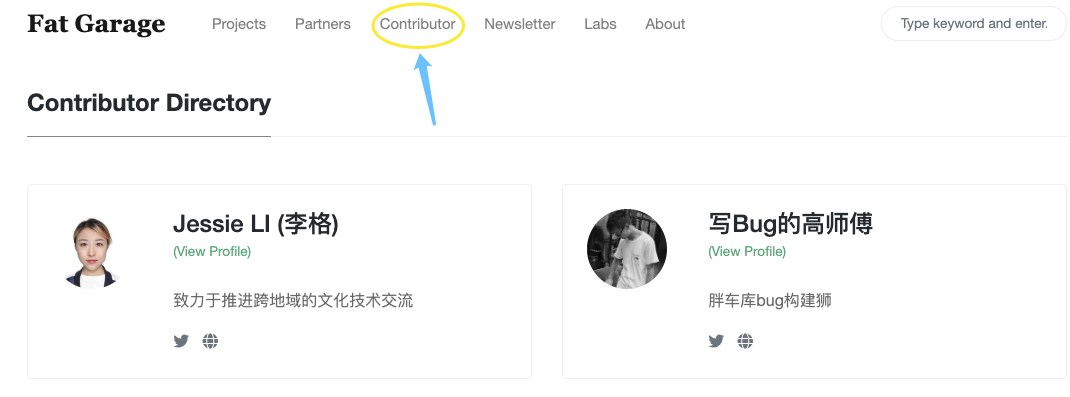 Fat Garage Projects Partners Contributor Newsletter Labs About Type keyword and enter.
Contributor Directory
Jessie LI (李格)
(View Profile)
致力于推进跨地域的文化技术交流
写Bug的高师傅
(View Profile)
胖车库bug构建狮